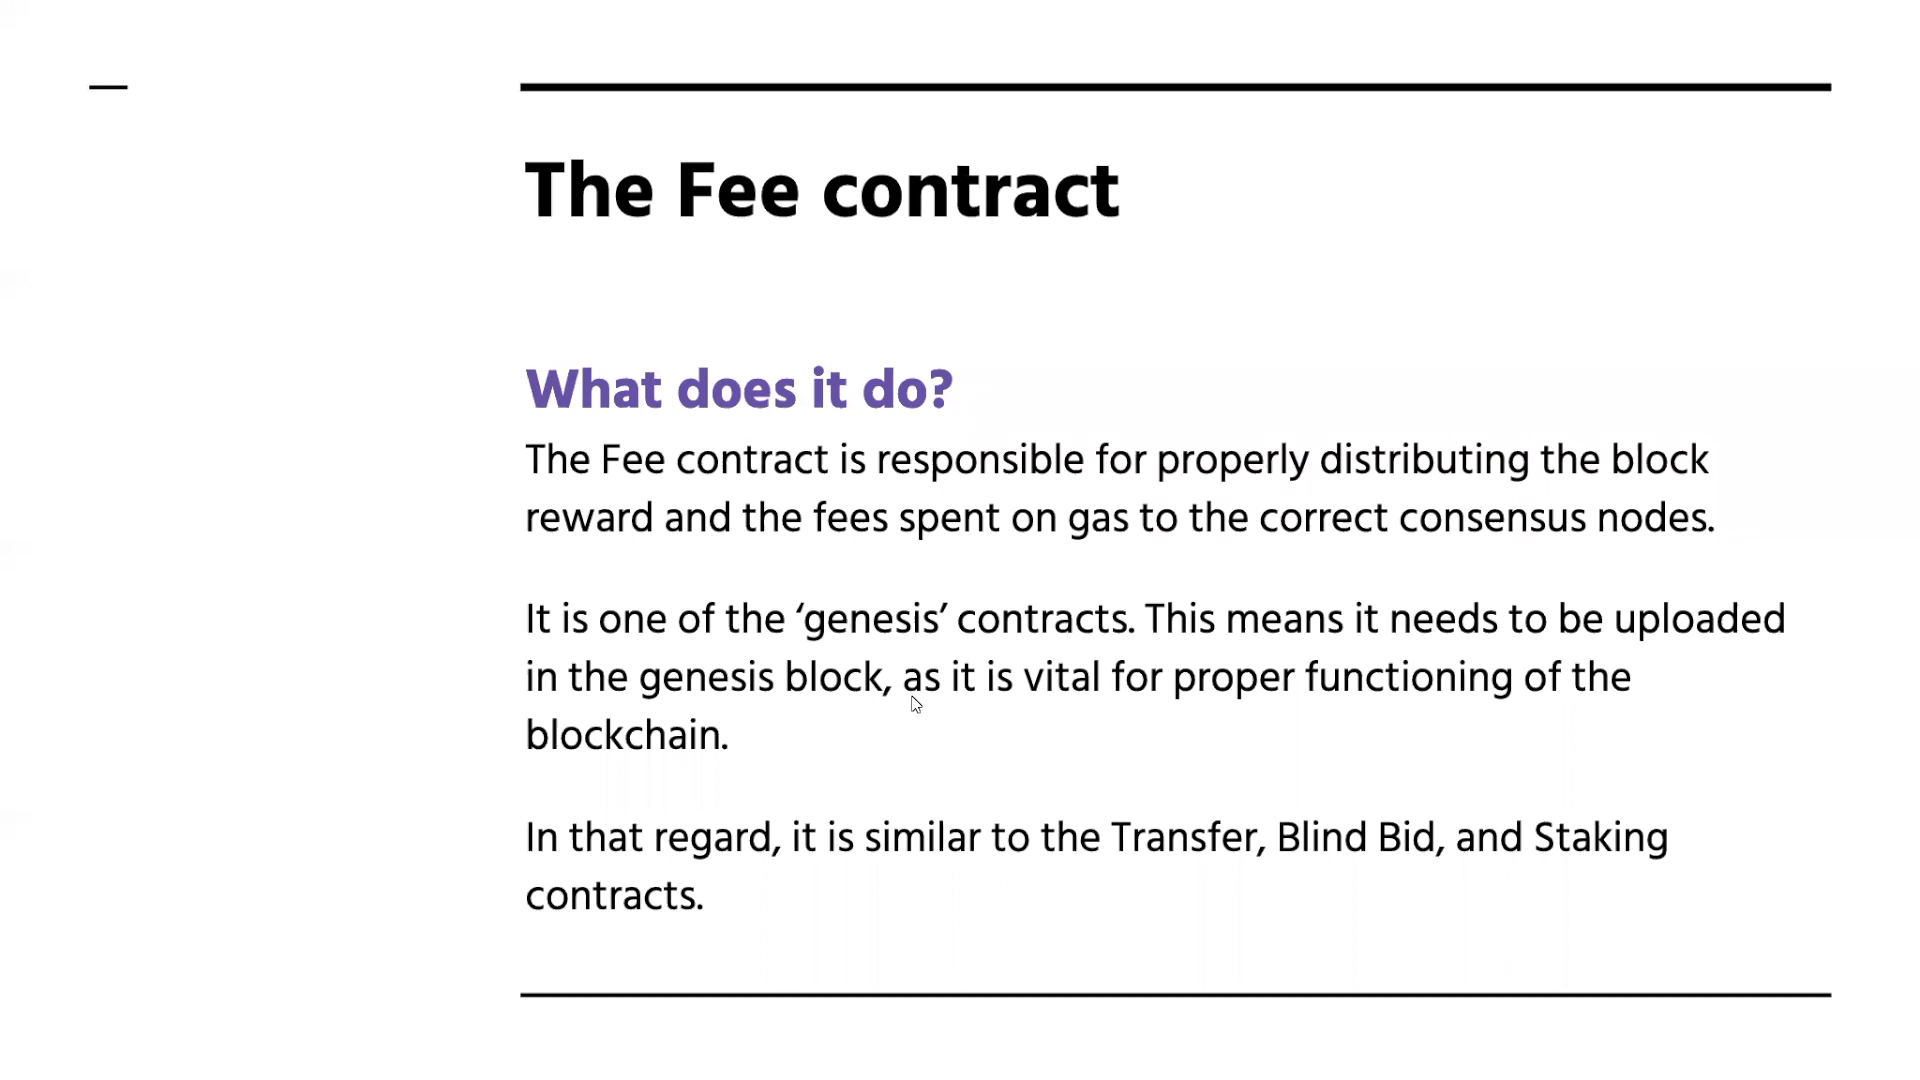 The Fee contract
What does it do?
The Fee contract is responsible for properly distributing the block
reward and the fees spent on gas to the correct consensus nodes.
It is one of the ‘genesis’ contracts. This means it needs to be uploaded
in the genesis block, as it is vital for proper functioning of the
blockchain.
In that regard, it is similar to the Transfer, Blind Bid, and Staking
contracts.